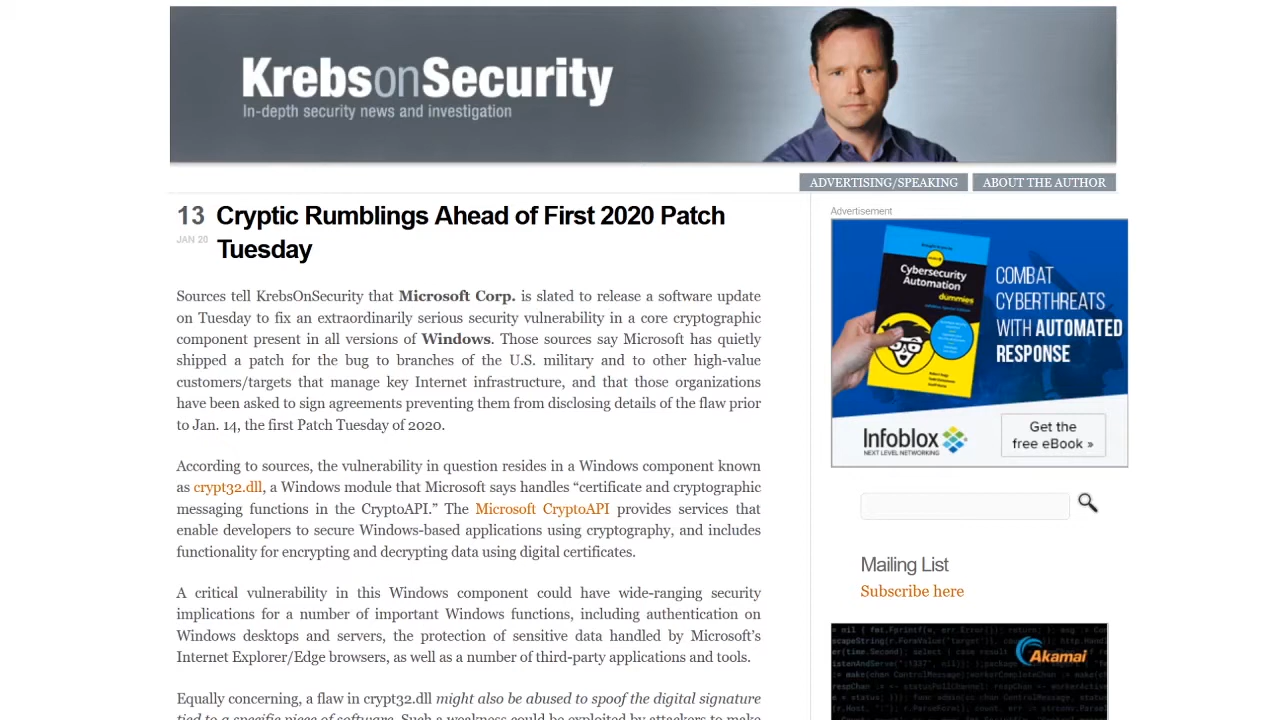 KrebsonSecurity
In-depth security news and investigation
ADVERTISING/SPEAKING
ABOUT THE AUTHOR
13
JAN 20
Cryptic Rumblings Ahead of First 2020 Patch
Tuesday
Sources tell KrebsOnSecurity that Microsoft Corp. is slated to release a software update
on Tuesday to fix an extraordinarily serious security vulnerability in a core cryptographic
component present in all versions of Windows. Those sources say Microsoft has quietly
shipped a patch for the bug to branches of the U.S. military and to other high-value
customers/targets that manage key Internet infrastructure, and that those organizations
have been asked to sign agreements preventing them from disclosing details of the flaw prior
to Jan. 14, the first Patch Tuesday of 2020.
According to sources, the vulnerability in question resides in a Windows component known
as crypt32.dll, a Windows module that Microsoft says handles “certificate and cryptographic
messaging functions in the CryptoAPI.” The Microsoft CryptoAPI provides services that
enable developers to secure Windows-based applications using cryptography, and includes
functionality for encrypting and decrypting data using digital certificates.
A critical vulnerability in this Windows component could have wide-ranging security
implications for a number of important Windows functions, including authentication on
Windows desktops and servers, the protection of sensitive data handled by Microsoft’s
Internet Explorer/Edge browsers, as well as a number of third-party applications and tools.
Equally concerning, a flaw in crypt32.dll might also be abused to spoof the digital signature
tied to a specific piece of software. Such a weakness could be exploited by attackers to make
Advertisement
Cybersecurity
Automation
dummies
COMBAT
CYBERTHREATS
WITH AUTOMATED
RESPONSE
Infoblox
NEXT LEVEL NETWORKING
Get the
free eBook »
Mailing List
Subscribe here
Akamai